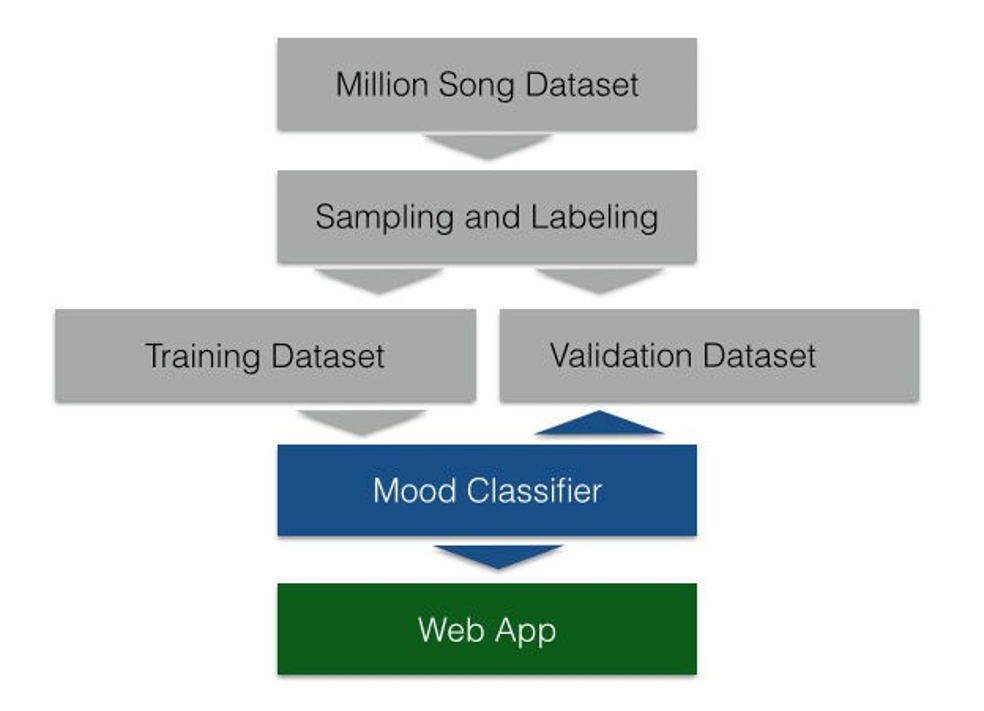 Million Song Dataset
Sampling and Labeling
Training Dataset
Validation Dataset
Mood Classifier
Web App